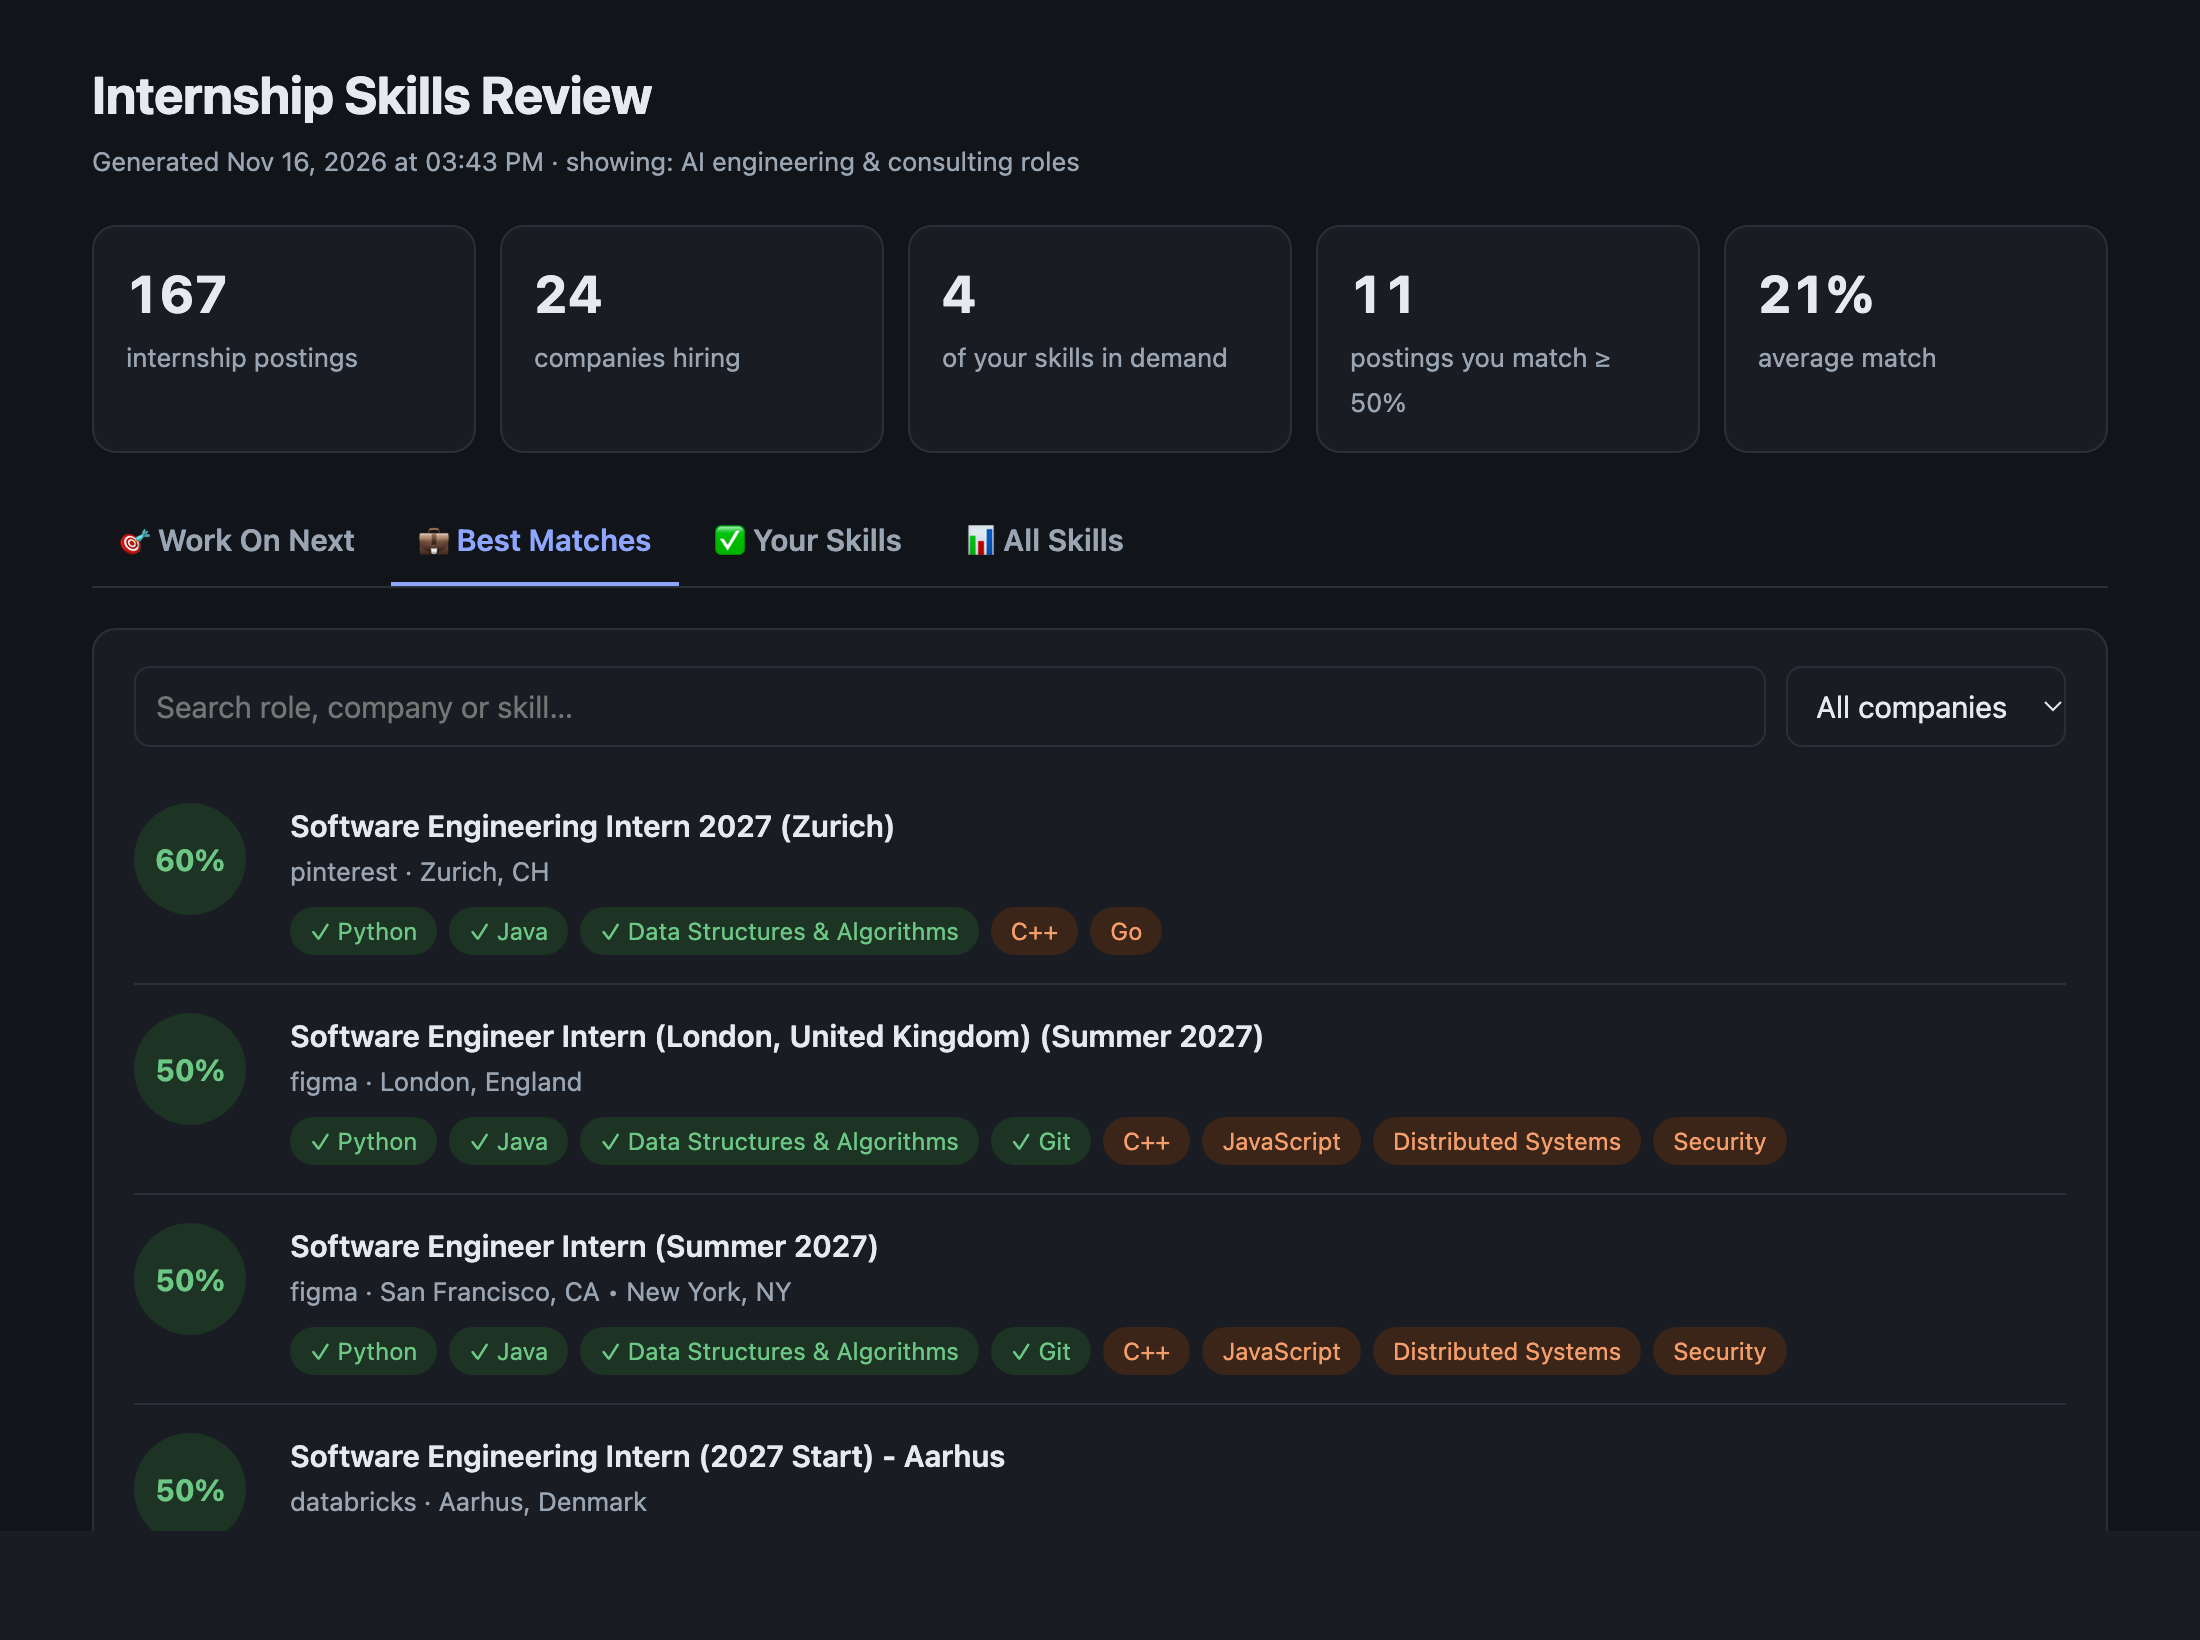 Internship Skills Review
Generated Nov 16, 2026 at 03:43 PM · showing: AI engineering & consulting roles
167
internship postings
24
companies hiring
4
of your skills in demand
11
postings you match ≥
50%
21%
average match
🎯 Work On Next
💼 Best Matches
✅ Your Skills
📊 All Skills
Search role, company or skill...
All companies
60%
Software Engineering Intern 2027 (Zurich)
pinterest · Zurich, CH
✓ Python ✓ Java ✓ Data Structures & Algorithms C++ Go
50%
Software Engineer Intern (London, United Kingdom) (Summer 2027)
figma · London, England
✓ Python ✓ Java ✓ Data Structures & Algorithms ✓ Git C++ JavaScript Distributed Systems Security
50%
Software Engineer Intern (Summer 2027)
figma · San Francisco, CA • New York, NY
✓ Python ✓ Java ✓ Data Structures & Algorithms ✓ Git C++ JavaScript Distributed Systems Security
50%
Software Engineering Intern (2027 Start) - Aarhus
databricks · Aarhus, Denmark